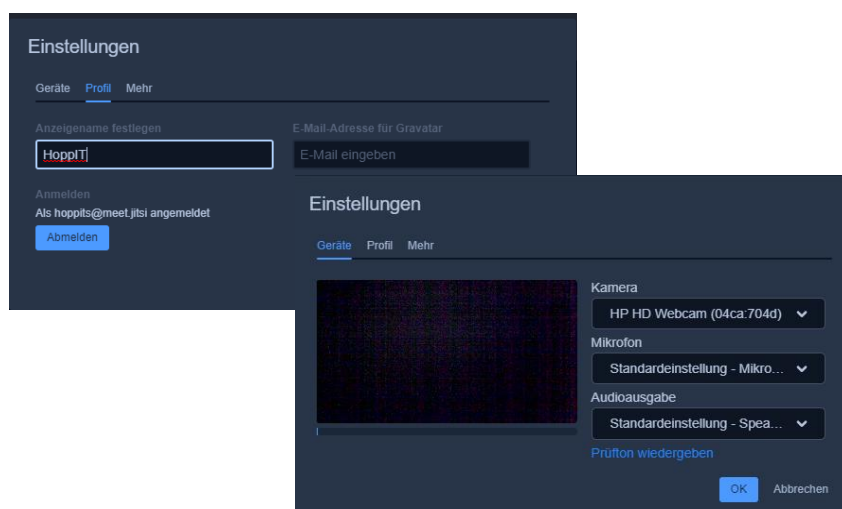 Einstellungen
Geräte Profil Mehr
Anzeigename festlegen E-Mail-Adresse für Gravatar
HoppIT E-Mail eingeben
Anmelden
Als hoppits@meet.jitsi angemeldet
Abmelden
Einstellungen
Geräte Profil Mehr
Kamera
HP HD Webcam (04ca:704d)
Mikrofon
Standardeinstellung - Mikro...
Audioausgabe
Standardeinstellung - Spea...
Prüfton wiedergeben
OK Abbrechen